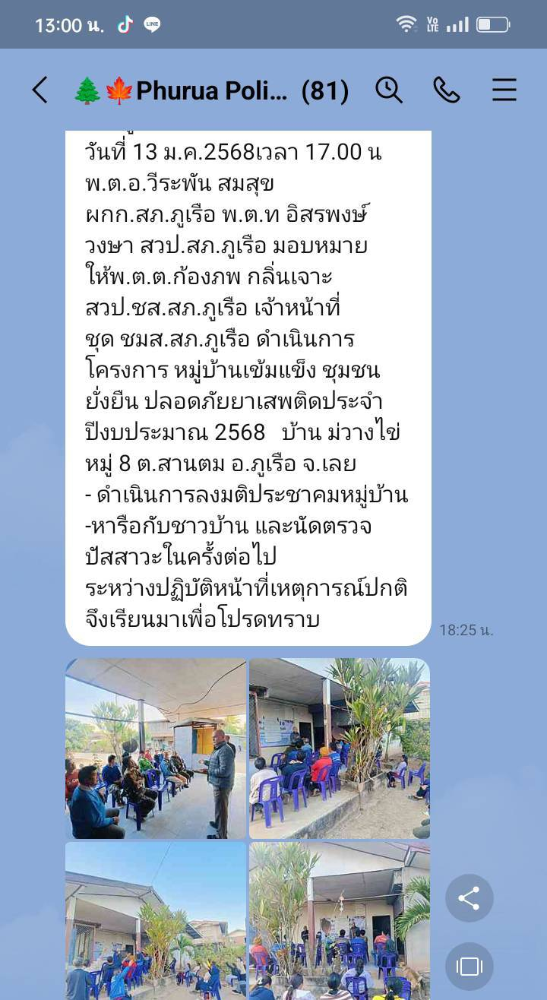 13:00 น.
LINE
Vo
LTE
Phurua Poli... (81)
วันที่ 13 ม.ค.2568เวลา 17.00 น
พ.ต.อ.วีระพัน สมสุข
ผกก.สภ.ภูเรือ พ.ต.ท อิสรพงษ์
วงษา สวป.สภ.ภูเรือ มอบหมาย
ให้พ.ต.ต.ก้องภพ กลิ่นเจาะ
สวป.ชส.สภ.ภูเรือ เจ้าหน้าที่
ชุด ชมส.สภ.ภูเรือ ดำเนินการ
โครงการ หมู่บ้านเข้มแข็ง ชุมชน
ยั่งยืน ปลอดภัยยาเสพติดประจำ
ปีงบประมาณ 2568 บ้าน ม่วางไข่
หมู่ 8 ต.สานตม อ.ภูเรือ จ.เลย
- ดำเนินการลงมติประชาคมหมู่บ้าน
-หารือกับชาวบ้าน และนัดตรวจ
ปัสสาวะในครั้งต่อไป
ระหว่างปฏิบัติหน้าที่เหตุการณ์ปกติ
จึงเรียนมาเพื่อโปรดทราบ
18:25 น.